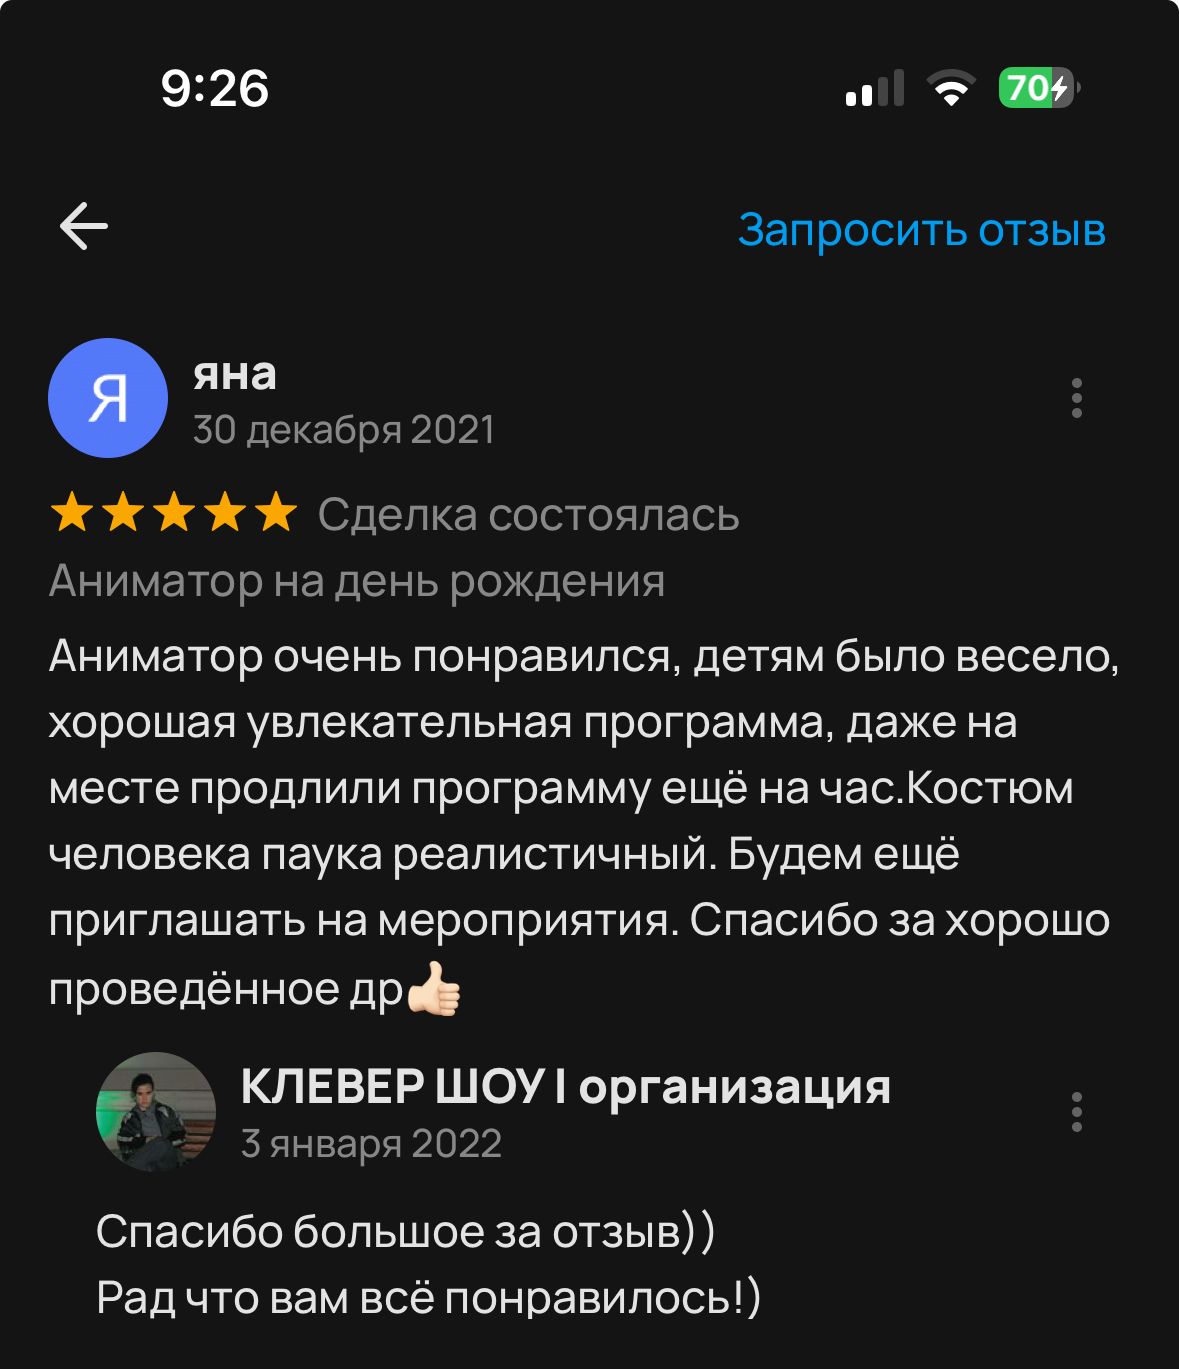 9:26
70
Запросить отзыв
Я
яна
30 декабря 2021
Сделка состоялась
Аниматор на день рождения
Аниматор очень понравился, детям было весело,
хорошая увлекательная программа, даже на
месте продлили программу ещё на час.Костюм
человека паука реалистичный. Будем ещё
приглашать на мероприятия. Спасибо за хорошо
проведённое др👍🏻
КЛЕВЕР ШОУ | организация
3 января 2022
Спасибо большое за отзыв))
Рад что вам всё понравилось!)